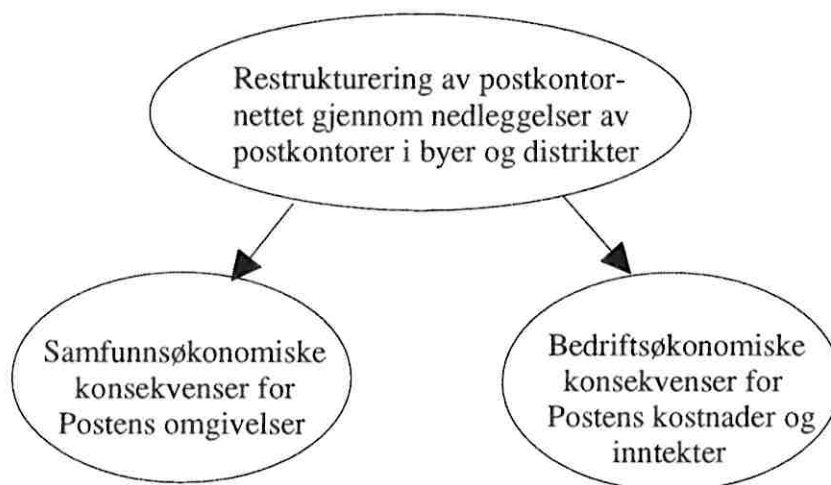 Restrukturering av postkontor-
nettet gjennom nedleggelser av
postkontorer i byer og distrikter
Samfunnsøkonomiske
konsekvenser for
Postens omgivelser
Bedriftsøkonomiske
konsekvenser for
Postens kostnader og
inntekter